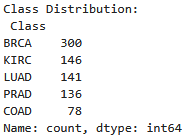 Class Distribution:
Class
BRCA    300
KIRC    146
LUAD    141
PRAD    136
COAD     78
Name: count, dtype: int64